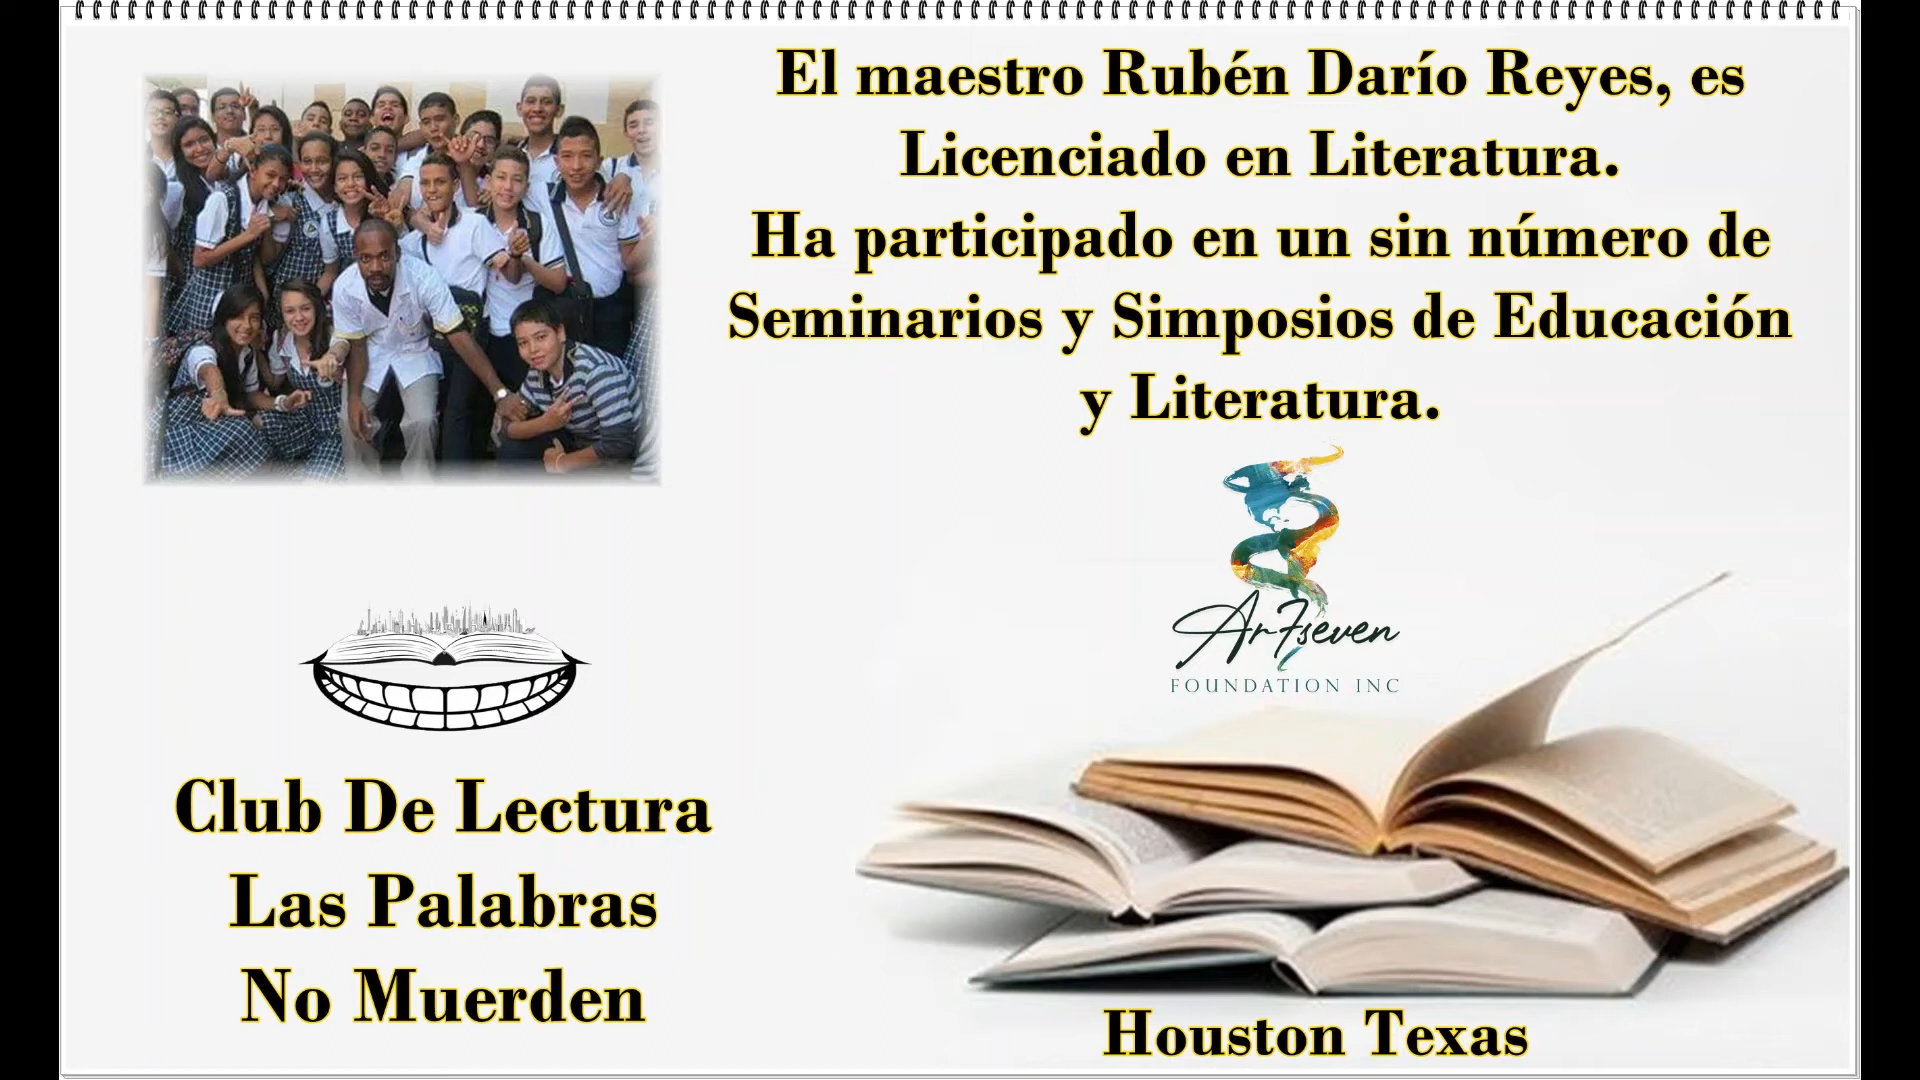 El maestro Rubén Darío Reyes, es
Licenciado en Literatura.
Ha participado en un sin número de
Seminarios y Simposios de Educación
y Literatura.
Ar7seven
FOUNDATION INC
Club De Lectura
Las Palabras
No Muerden
Houston Texas